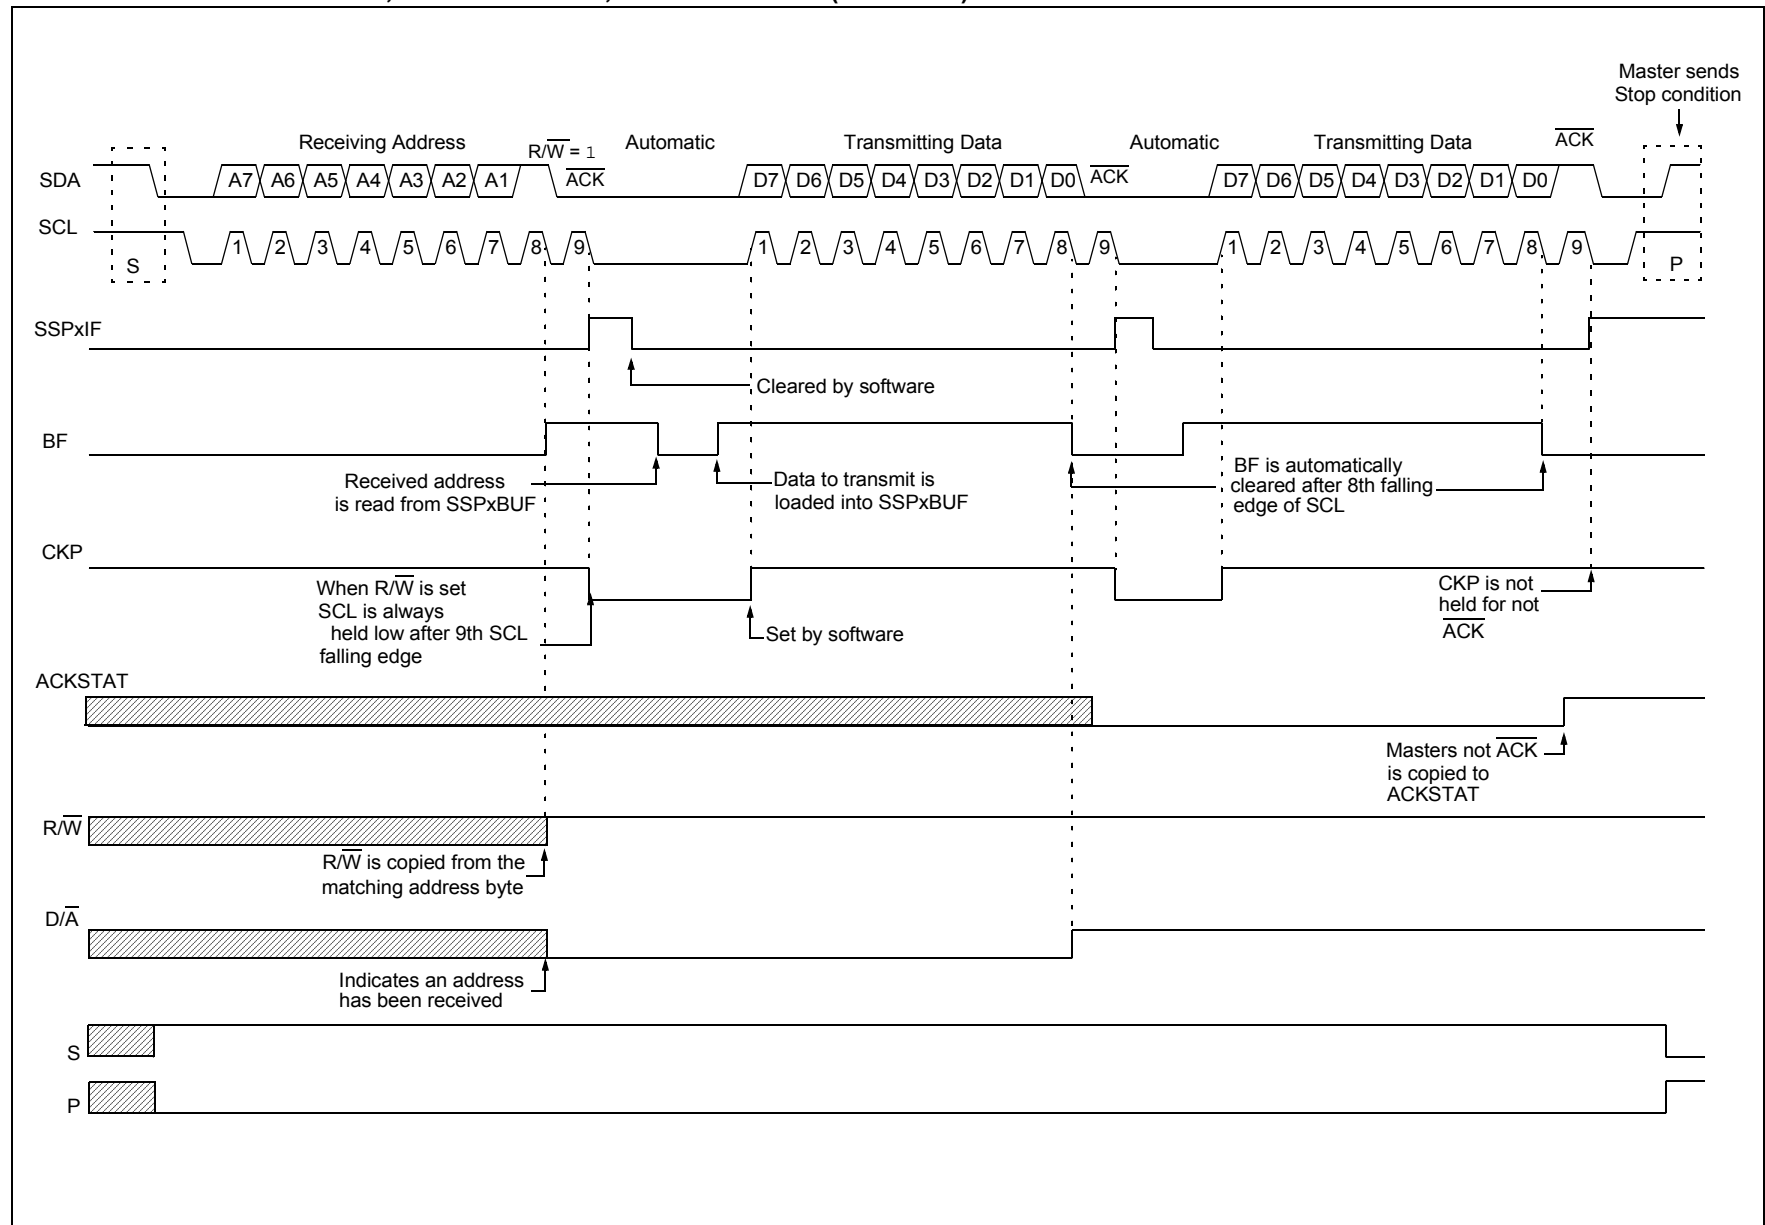 Master sends
Stop condition
Receiving Address
R/W̅ = 1
Automatic
Transmitting Data
Automatic
Transmitting Data
A̅C̅K̅
SDA
A7 A6 A5 A4 A3 A2 A1
A̅C̅K̅
D7 D6 D5 D4 D3 D2 D1 D0
A̅C̅K̅
D7 D6 D5 D4 D3 D2 D1 D0
SCL
1 2 3 4 5 6 7 8 9
1 2 3 4 5 6 7 8 9
1 2 3 4 5 6 7 8 9
S
P
SSPxIF
Cleared by software
BF
Received address
is read from SSPxBUF
Data to transmit is
loaded into SSPxBUF
BF is automatically
cleared after 8th falling
edge of SCL
CKP
When R/W̅ is set
SCL is always
held low after 9th SCL
falling edge
Set by software
CKP is not
held for not
A̅C̅K̅
ACKSTAT
Masters not A̅C̅K̅
is copied to
ACKSTAT
R/W̅
R/W̅ is copied from the
matching address byte
D/A̅
Indicates an address
has been received
S
P